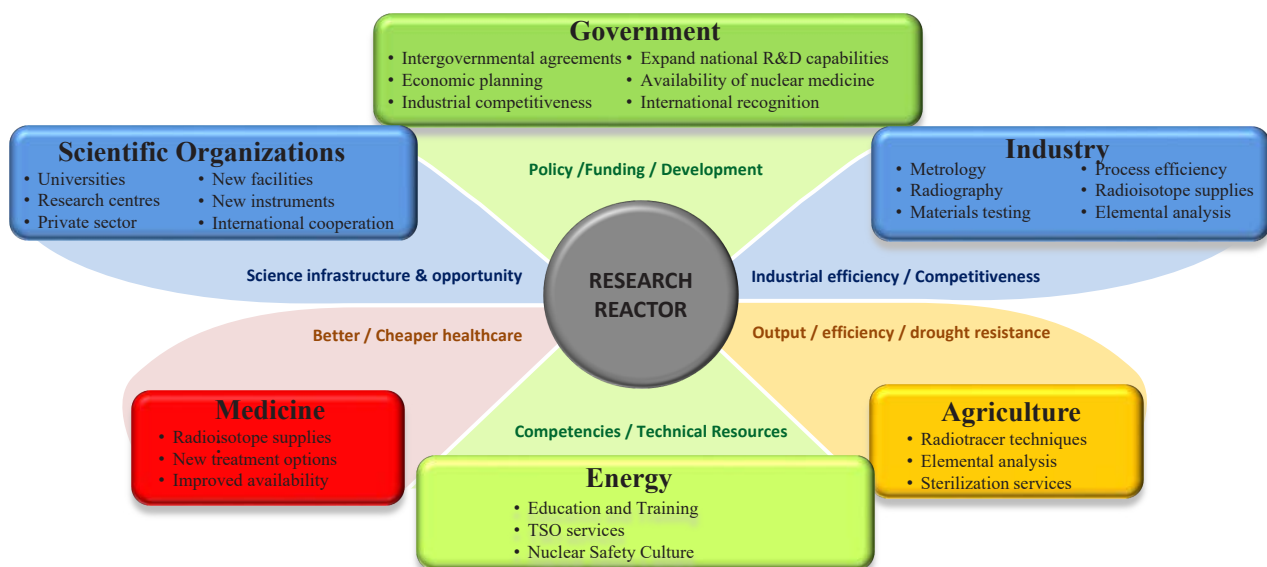 Government
• Intergovernmental agreements
• Economic planning
• Industrial competitiveness
• Expand national R&D capabilities
• Availability of nuclear medicine
• International recognition
Scientific Organizations
• Universities
• Research centres
• Private sector
• New facilities
• New instruments
• International cooperation
Industry
• Metrology
• Radiography
• Materials testing
• Process efficiency
• Radioisotope supplies
• Elemental analysis
Policy /Funding / Development
Science infrastructure & opportunity
RESEARCH
REACTOR
Industrial efficiency / Competitiveness
Better / Cheaper healthcare
Output / efficiency / drought resistance
Competencies / Technical Resources
Medicine
• Radioisotope supplies
• New treatment options
• Improved availability
Energy
• Education and Training
• TSO services
• Nuclear Safety Culture
Agriculture
• Radiotracer techniques
• Elemental analysis
• Sterilization services